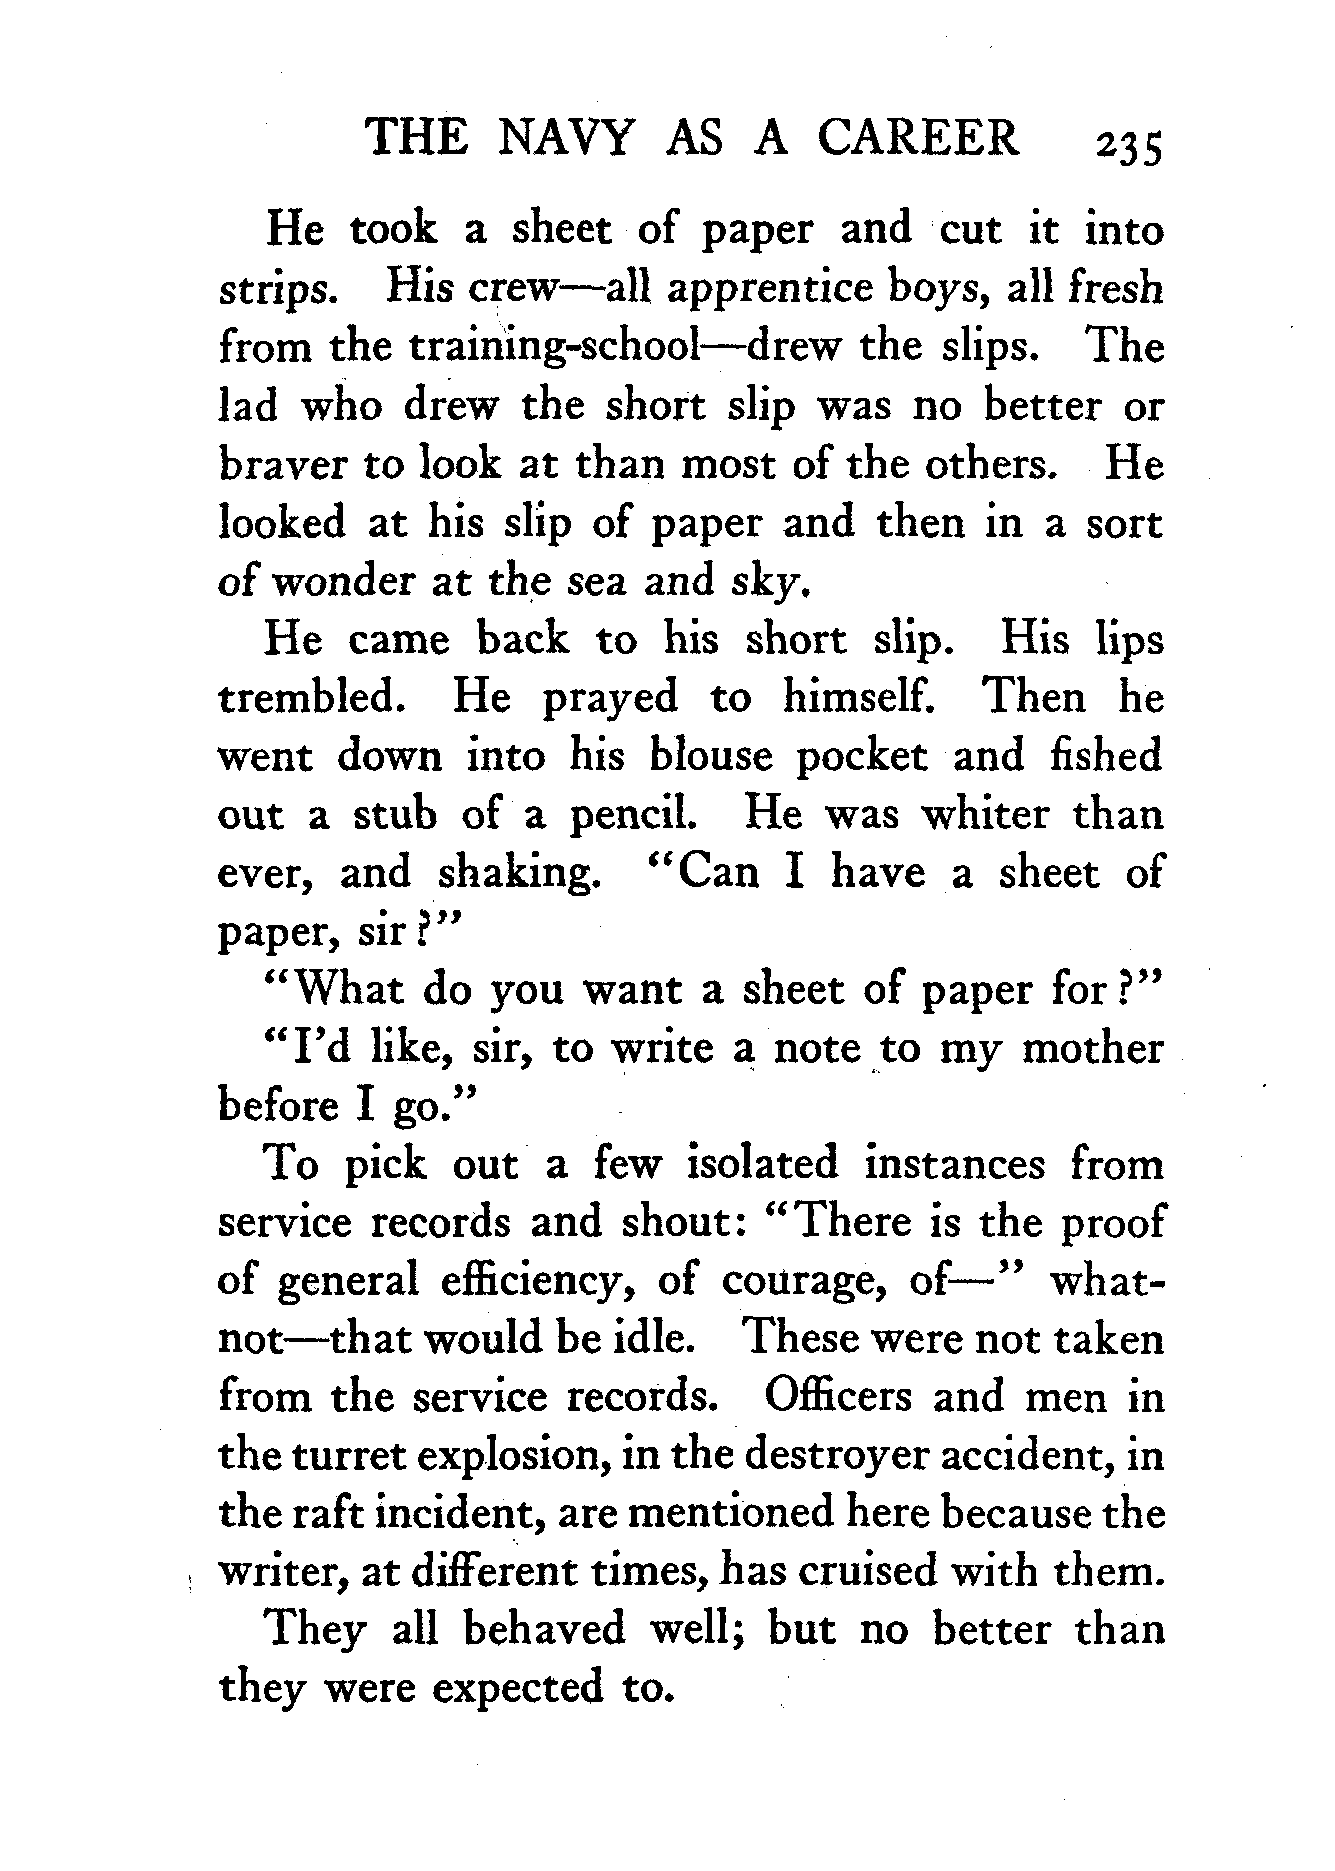 THE NAVY AS A CAREER 235
He took a sheet of paper and cut it into
strips. His crew—all apprentice boys, all fresh
from the training-school—drew the slips. The
lad who drew the short slip was no better or
braver to look at than most of the others. He
looked at his slip of paper and then in a sort
of wonder at the sea and sky.
He came back to his short slip. His lips
trembled. He prayed to himself. Then he
went down into his blouse pocket and fished
out a stub of a pencil. He was whiter than
ever, and shaking. "Can I have a sheet of
paper, sir?"
"What do you want a sheet of paper for?"
"I'd like, sir, to write a note to my mother
before I go."
To pick out a few isolated instances from
service records and shout: "There is the proof
of general efficiency, of courage, of—" what-
not—that would be idle. These were not taken
from the service records. Officers and men in
the turret explosion, in the destroyer accident, in
the raft incident, are mentioned here because the
writer, at different times, has cruised with them.
They all behaved well; but no better than
they were expected to.